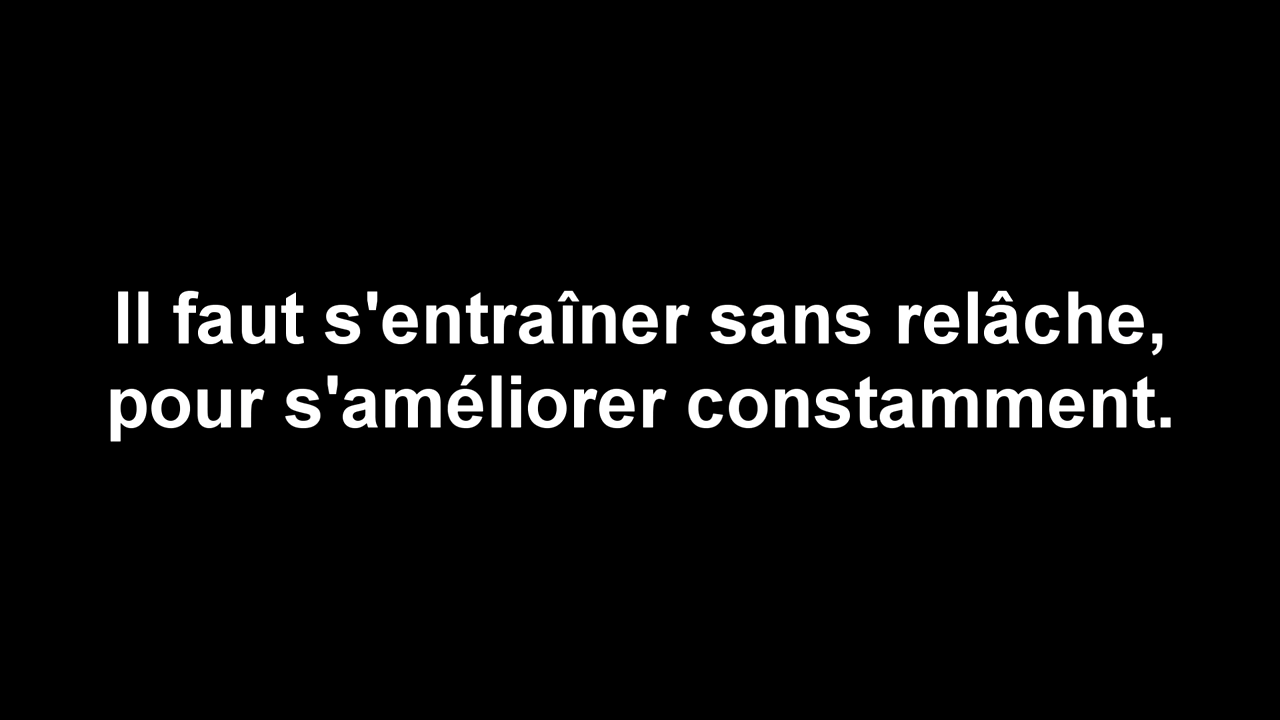 Il faut s'entraîner sans relâche,
pour s'améliorer constamment.